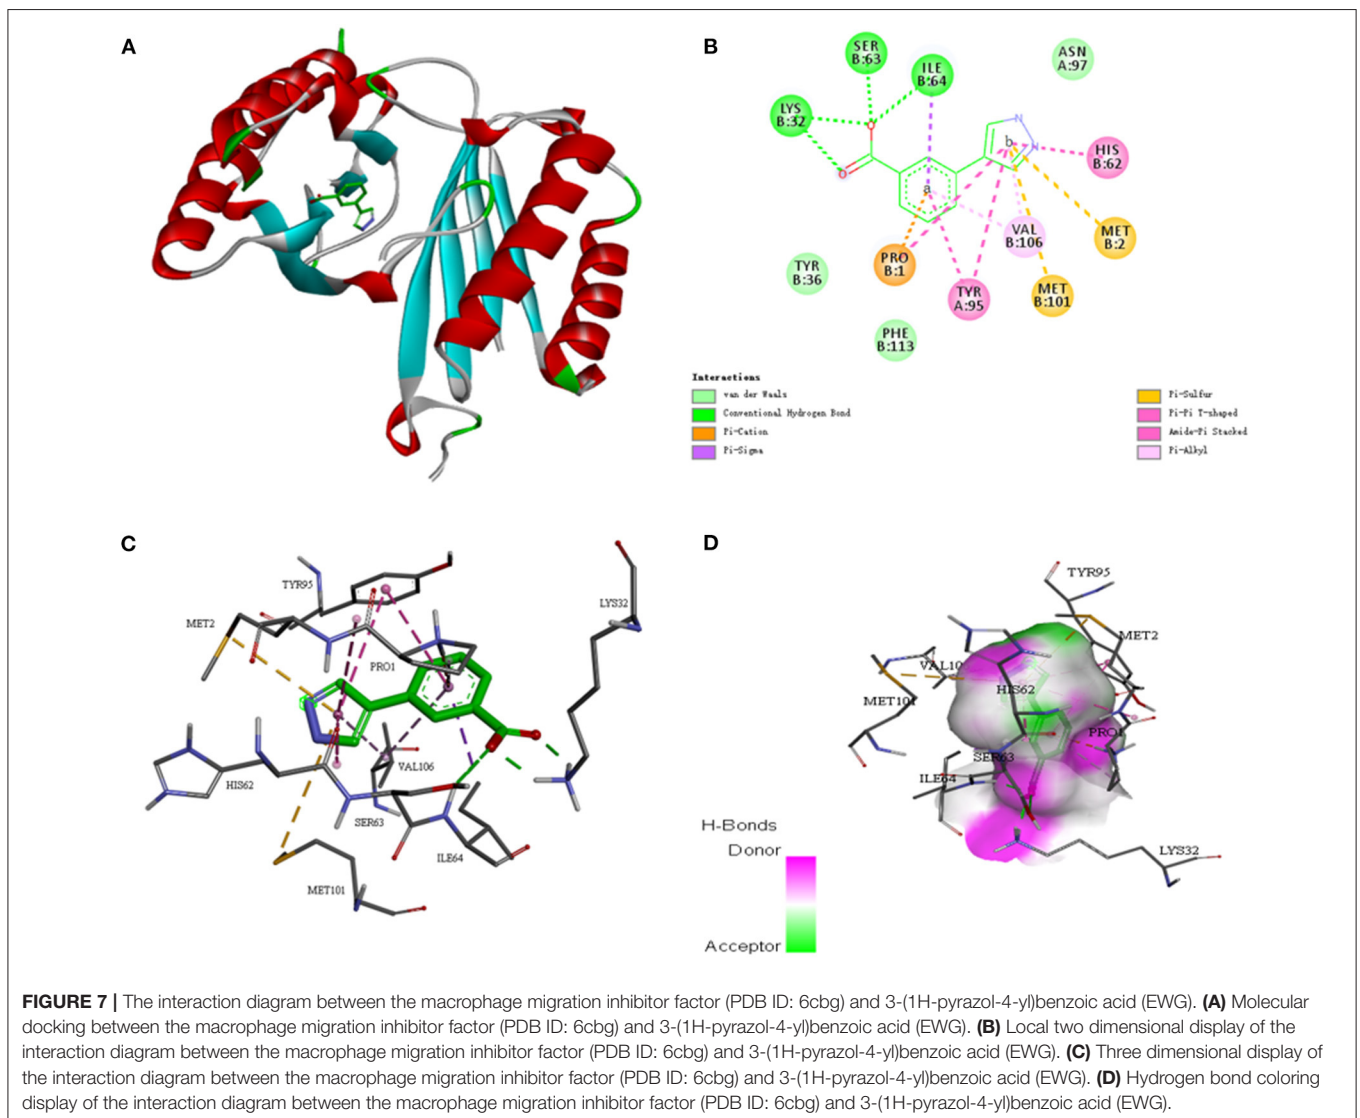 A
B
SER
B:63
ILE
B:64
ASN
A:97
LYS
B:32
HIS
B:62
N
N
O
O
a
b
VAL
B:106
MET
B:2
PRO
B:1
TYR
B:36
TYR
A:95
MET
B:101
PHE
B:113
Interactions
van der Waals
Conventional Hydrogen Bond
Pi-Cation
Pi-Sigma
Pi-Sulfur
Pi-Pi T-shaped
Amide-Pi Stacked
Pi-Alkyl
C
TYR95
MET2
LYS32
PRO1
HIS62
VAL106
SER63
ILE64
MET101
D
TYR95
MET2
VAL10
HIS62
MET101
PRO1
SER63
ILE64
LYS32
H-Bonds
Donor
Acceptor
FIGURE 7 | The interaction diagram between the macrophage migration inhibitor factor (PDB ID: 6cbg) and 3-(1H-pyrazol-4-yl)benzoic acid (EWG). (A) Molecular
docking between the macrophage migration inhibitor factor (PDB ID: 6cbg) and 3-(1H-pyrazol-4-yl)benzoic acid (EWG). (B) Local two dimensional display of the
interaction diagram between the macrophage migration inhibitor factor (PDB ID: 6cbg) and 3-(1H-pyrazol-4-yl)benzoic acid (EWG). (C) Three dimensional display of
the interaction diagram between the macrophage migration inhibitor factor (PDB ID: 6cbg) and 3-(1H-pyrazol-4-yl)benzoic acid (EWG). (D) Hydrogen bond coloring
display of the interaction diagram between the macrophage migration inhibitor factor (PDB ID: 6cbg) and 3-(1H-pyrazol-4-yl)benzoic acid (EWG).